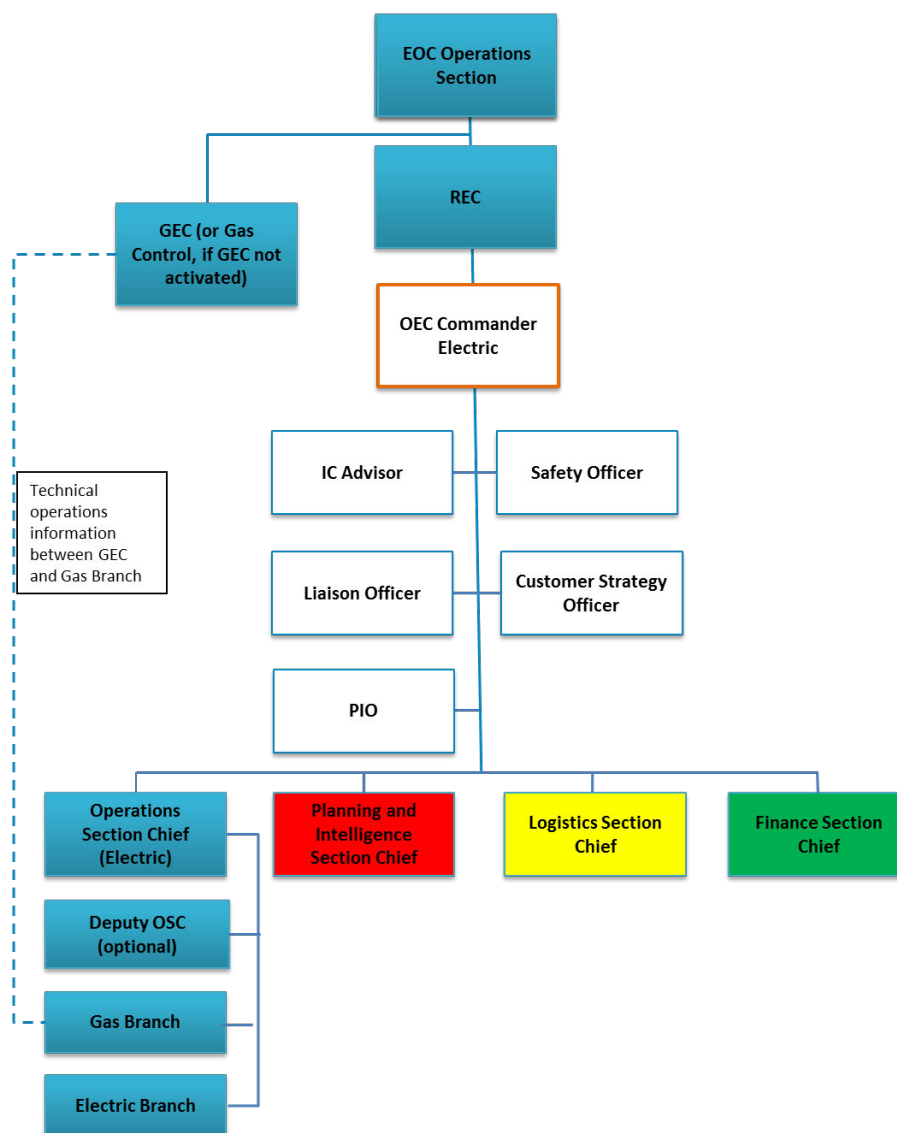 EOC Operations
Section
REC
GEC (or Gas
Control, if GEC not
activated)
OEC Commander
Electric
IC Advisor
Safety Officer
Technical
operations
information
between GEC
and Gas Branch
Liaison Officer
Customer Strategy
Officer
PIO
Operations
Section Chief
(Electric)
Planning and
Intelligence
Section Chief
Logistics Section
Chief
Finance Section
Chief
Deputy OSC
(optional)
Gas Branch
Electric Branch